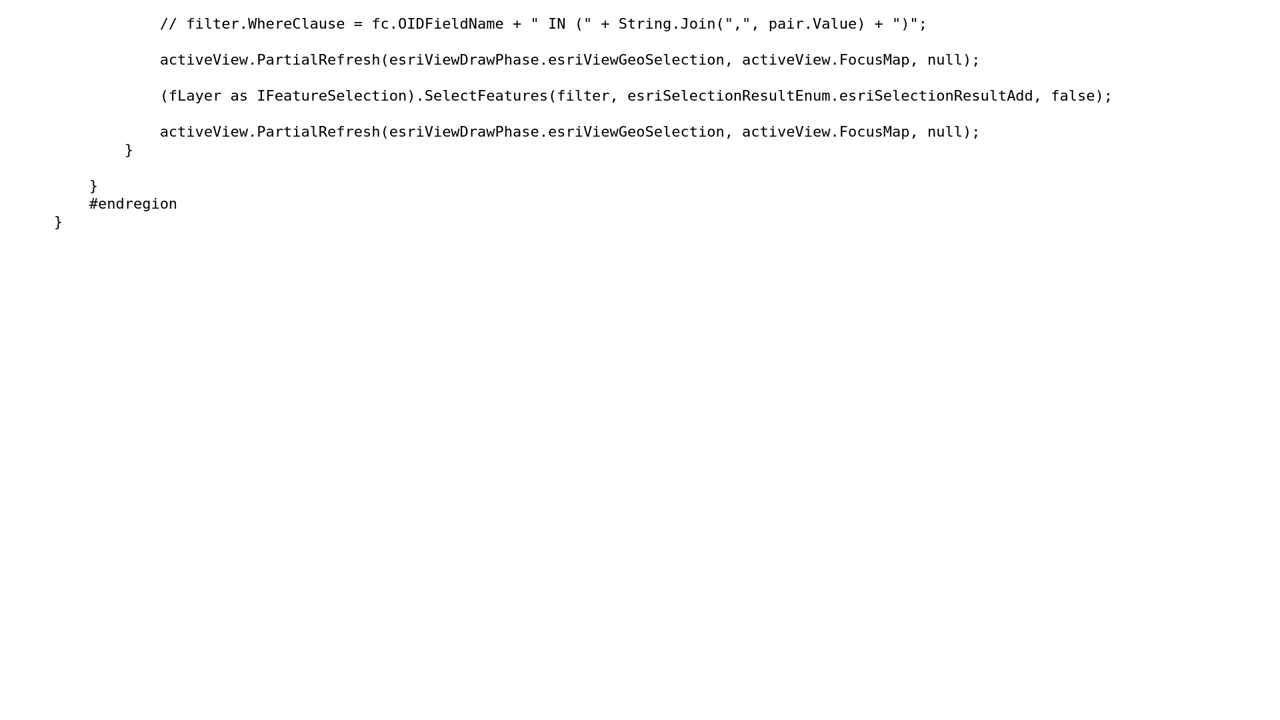 // filter.WhereClause = fc.OIDFieldName + " IN (" + String.Join(",", pair.Value) + ")";
activeView.PartialRefresh(esriViewDrawPhase.esriViewGeoSelection, activeView.FocusMap, null);
(fLayer as IFeatureSelection).SelectFeatures(filter, esriSelectionResultEnum.esriSelectionResultAdd, false);
activeView.PartialRefresh(esriViewDrawPhase.esriViewGeoSelection, activeView.FocusMap, null);
}
}
#endregion
}